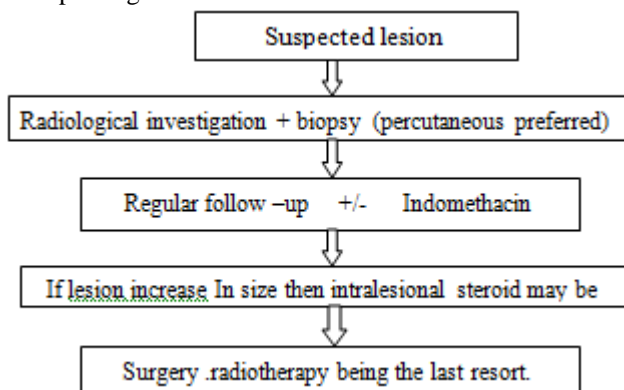 Suspected lesion
Radiological investigation + biopsy (percutaneous preferred)
Regular follow –up +/- Indomethacin
If lesion increase In size then intralesional steroid may be
Surgery .radiotherapy being the last resort.